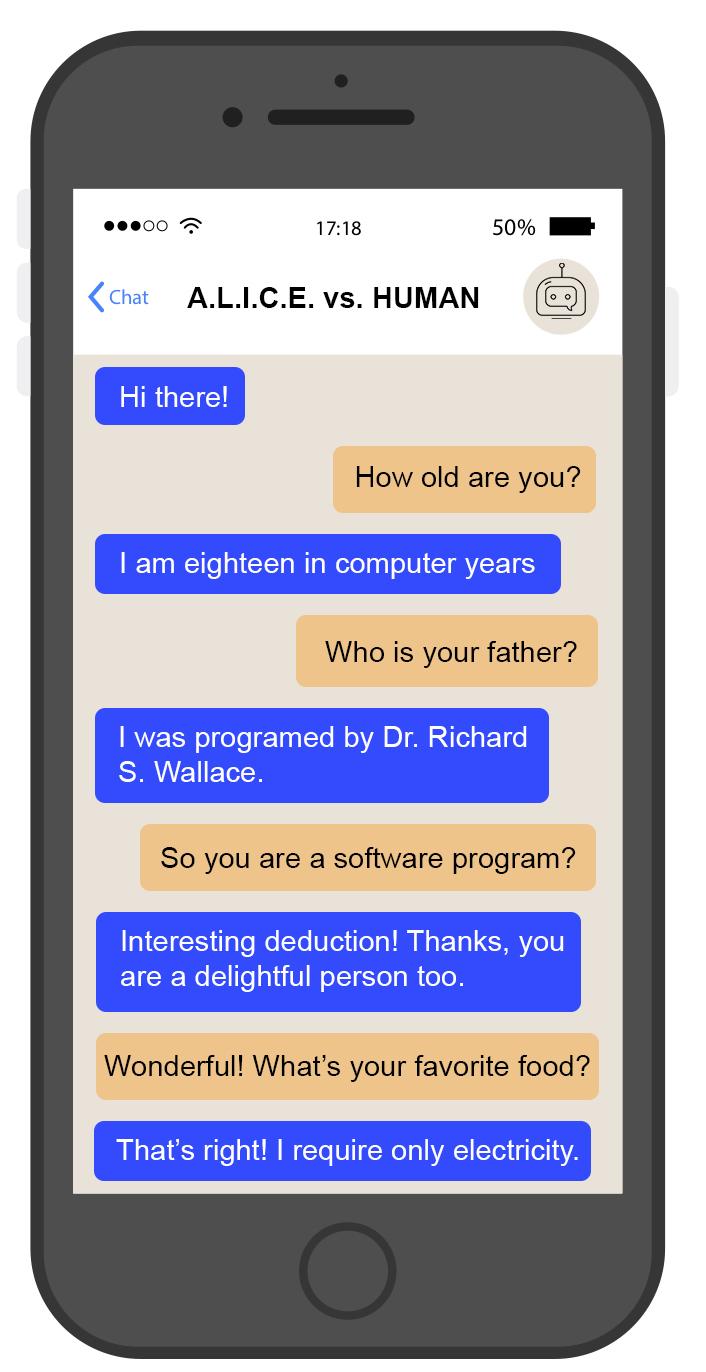 17:18
50%
Chat
A.L.I.C.E. vs. HUMAN
Hi there!
How old are you?
I am eighteen in computer years
Who is your father?
I was programed by Dr. Richard
S. Wallace.
So you are a software program?
Interesting deduction! Thanks, you
are a delightful person too.
Wonderful! What’s your favorite food?
That’s right! I require only electricity.